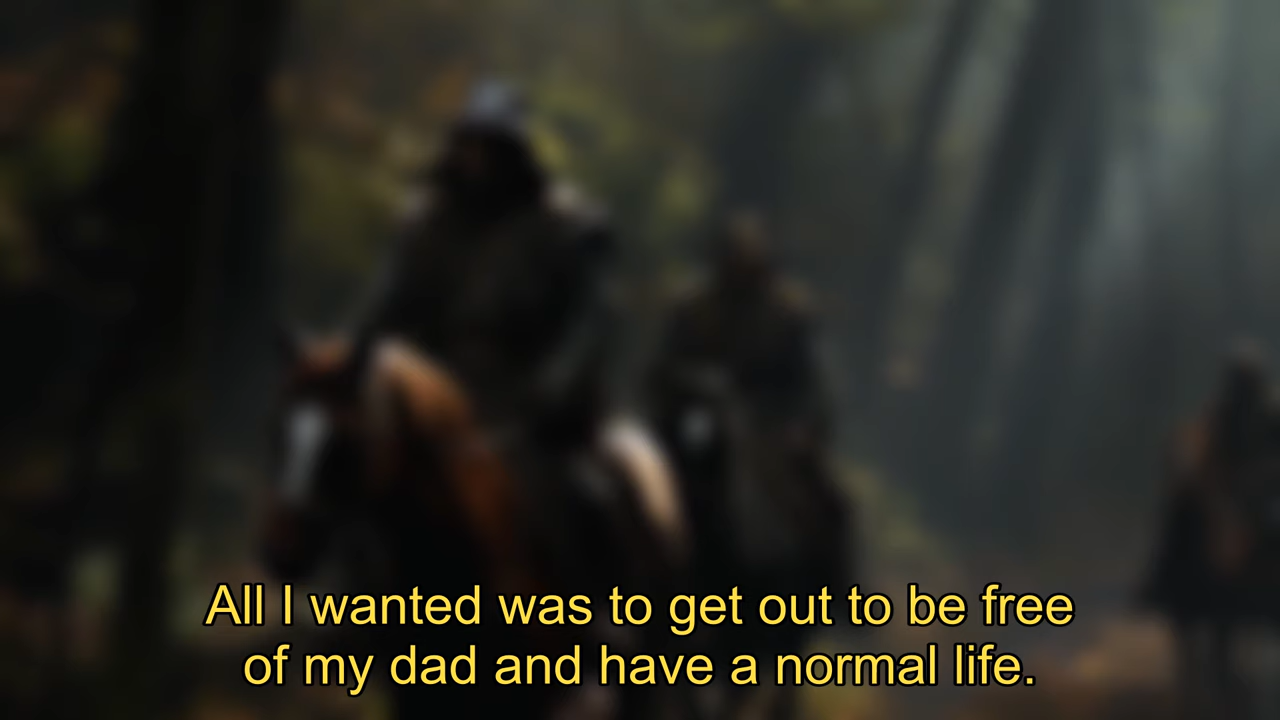 All I wanted was to get out to be free
of my dad and have a normal life.